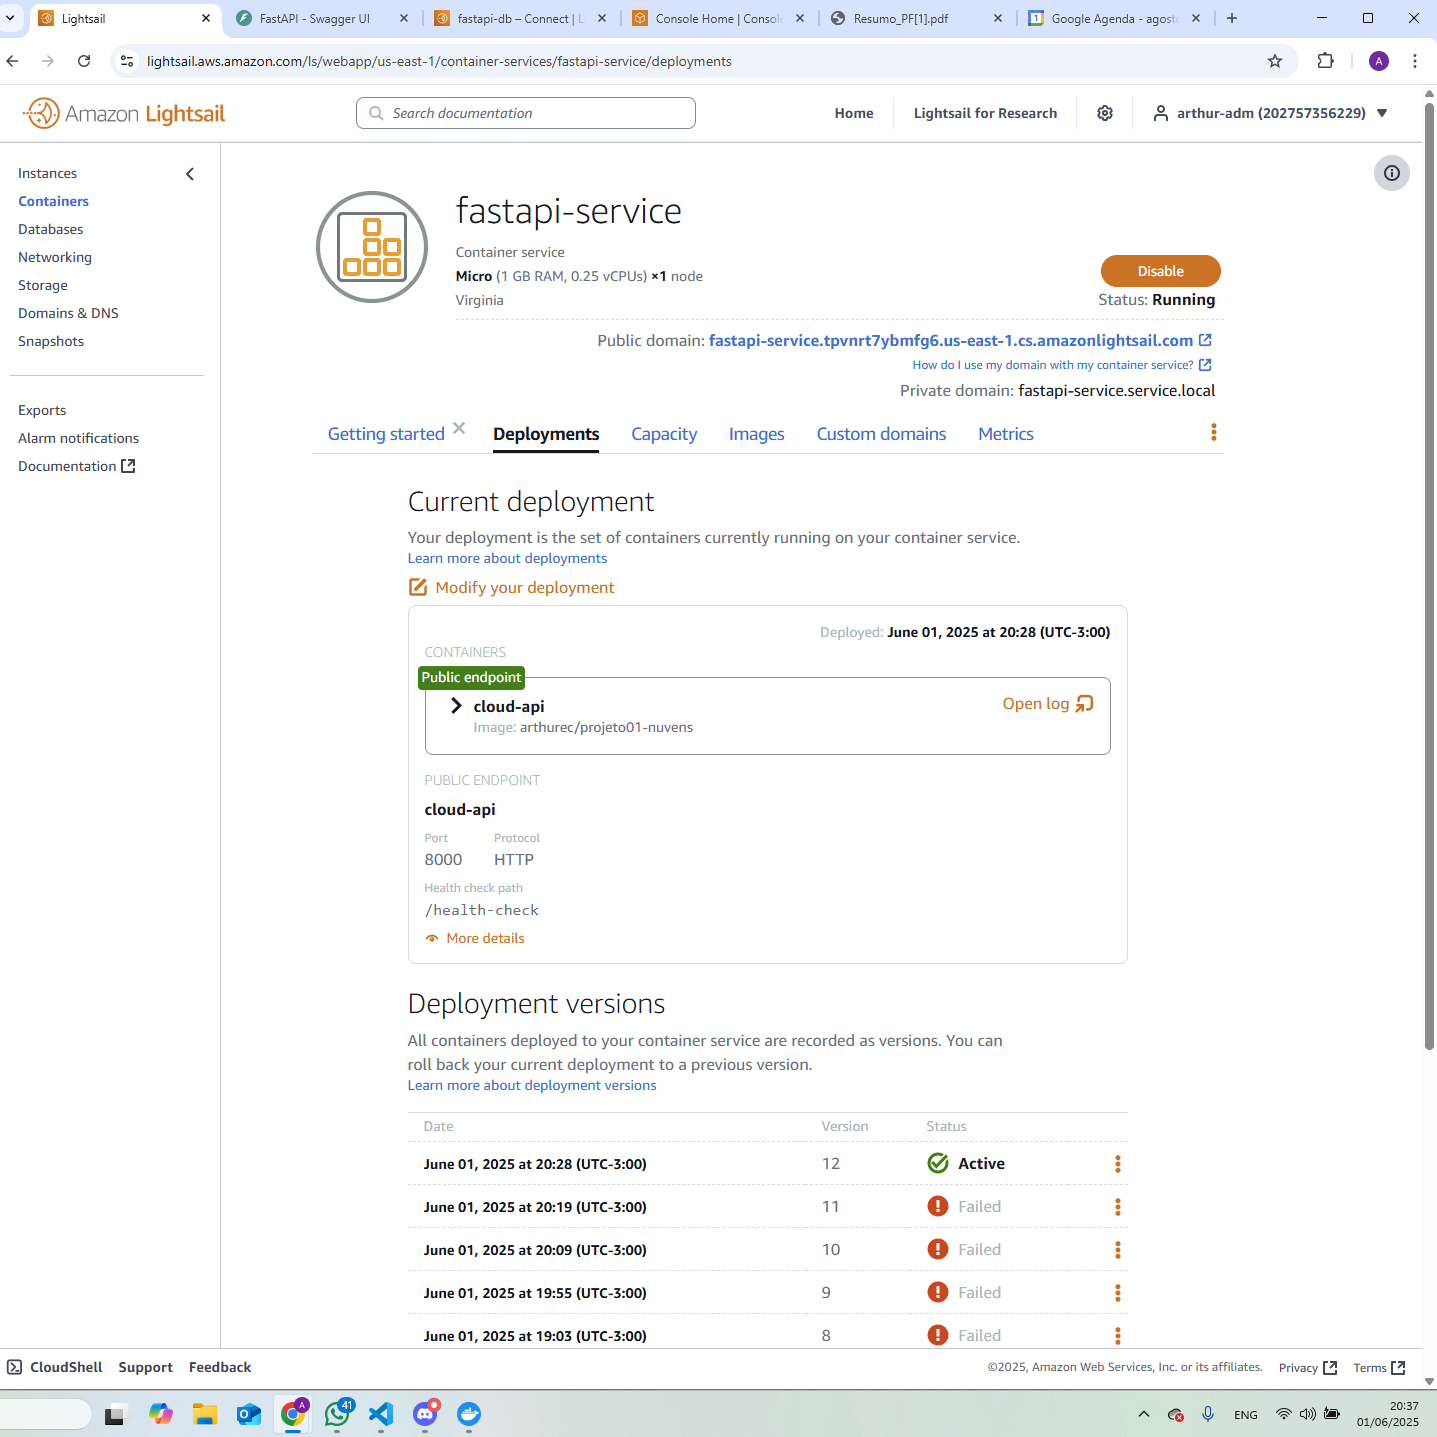 Lightsail
FastAPI - Swagger UI
fastapi-db – Connect | Li
Console Home | Console
Resumo_PF[1].pdf
Google Agenda - agosto
lightsail.aws.amazon.com/ls/webapp/us-east-1/container-services/fastapi-service/deployments
A
Amazon Lightsail
Search documentation
Home
Lightsail for Research
arthur-adm (202757356229)
Instances
Containers
Databases
Networking
Storage
Domains & DNS
Snapshots
Exports
Alarm notifications
Documentation
fastapi-service
Container service
Micro (1 GB RAM, 0.25 vCPUs) ×1 node
Virginia
Disable
Status: Running
Public domain: fastapi-service.tpvnrt7ybmfg6.us-east-1.cs.amazonlightsail.com
How do I use my domain with my container service?
Private domain: fastapi-service.service.local
Getting started
Deployments
Capacity
Images
Custom domains
Metrics
Current deployment
Your deployment is the set of containers currently running on your container service.
Learn more about deployments
Modify your deployment
Deployed: June 01, 2025 at 20:28 (UTC-3:00)
CONTAINERS
Public endpoint
cloud-api
Open log
Image: arthurec/projeto01-nuvens
PUBLIC ENDPOINT
cloud-api
Port Protocol
8000 HTTP
Health check path
/health-check
More details
Deployment versions
All containers deployed to your container service are recorded as versions. You can
roll back your current deployment to a previous version.
Learn more about deployment versions
Date Version Status
June 01, 2025 at 20:28 (UTC-3:00) 12 Active
June 01, 2025 at 20:19 (UTC-3:00) 11 Failed
June 01, 2025 at 20:09 (UTC-3:00) 10 Failed
June 01, 2025 at 19:55 (UTC-3:00) 9 Failed
June 01, 2025 at 19:03 (UTC-3:00) 8 Failed
CloudShell
Support
Feedback
©2025, Amazon Web Services, Inc. or its affiliates.
Privacy
Terms
A
41
ENG
20:37
01/06/2025